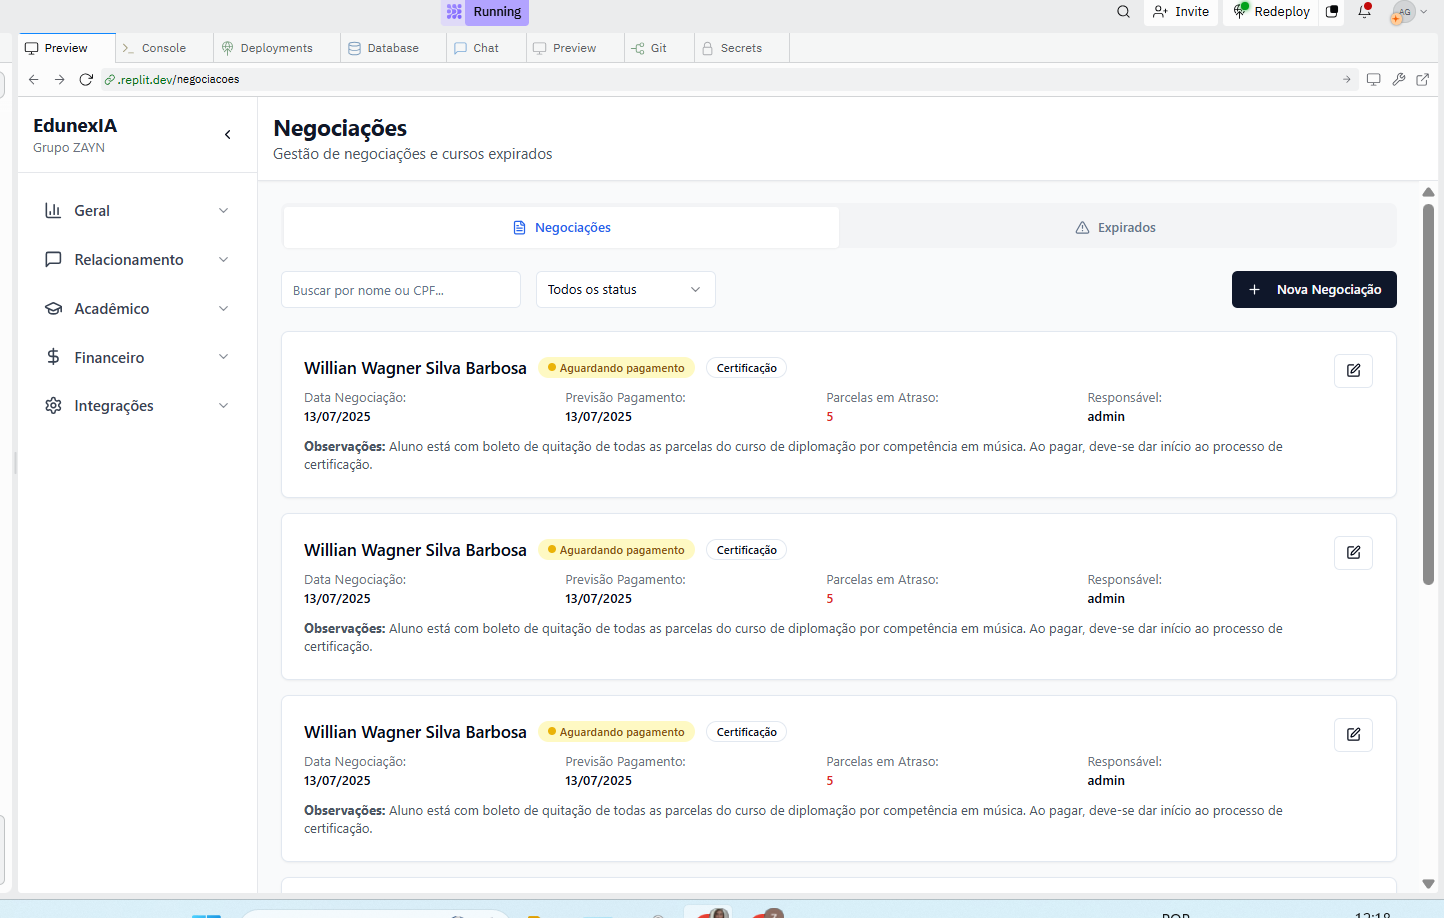 Running
Invite
Redeploy
AG
Preview
Console
Deployments
Database
Chat
Preview
Git
Secrets
.replit.dev/negociacoes
EdunexIA
Grupo ZAYN
Geral
Relacionamento
Acadêmico
Financeiro
Integrações
Negociações
Gestão de negociações e cursos expirados
Negociações
Expirados
Buscar por nome ou CPF...
Todos os status
Nova Negociação
Willian Wagner Silva Barbosa
Aguardando pagamento
Certificação
Data Negociação:
13/07/2025
Previsão Pagamento:
13/07/2025
Parcelas em Atraso:
5
Responsável:
admin
Observações: Aluno está com boleto de quitação de todas as parcelas do curso de diplomação por competência em música. Ao pagar, deve-se dar início ao processo de
certificação.
Willian Wagner Silva Barbosa
Aguardando pagamento
Certificação
Data Negociação:
13/07/2025
Previsão Pagamento:
13/07/2025
Parcelas em Atraso:
5
Responsável:
admin
Observações: Aluno está com boleto de quitação de todas as parcelas do curso de diplomação por competência em música. Ao pagar, deve-se dar início ao processo de
certificação.
Willian Wagner Silva Barbosa
Aguardando pagamento
Certificação
Data Negociação:
13/07/2025
Previsão Pagamento:
13/07/2025
Parcelas em Atraso:
5
Responsável:
admin
Observações: Aluno está com boleto de quitação de todas as parcelas do curso de diplomação por competência em música. Ao pagar, deve-se dar início ao processo de
certificação.
POR
12:18